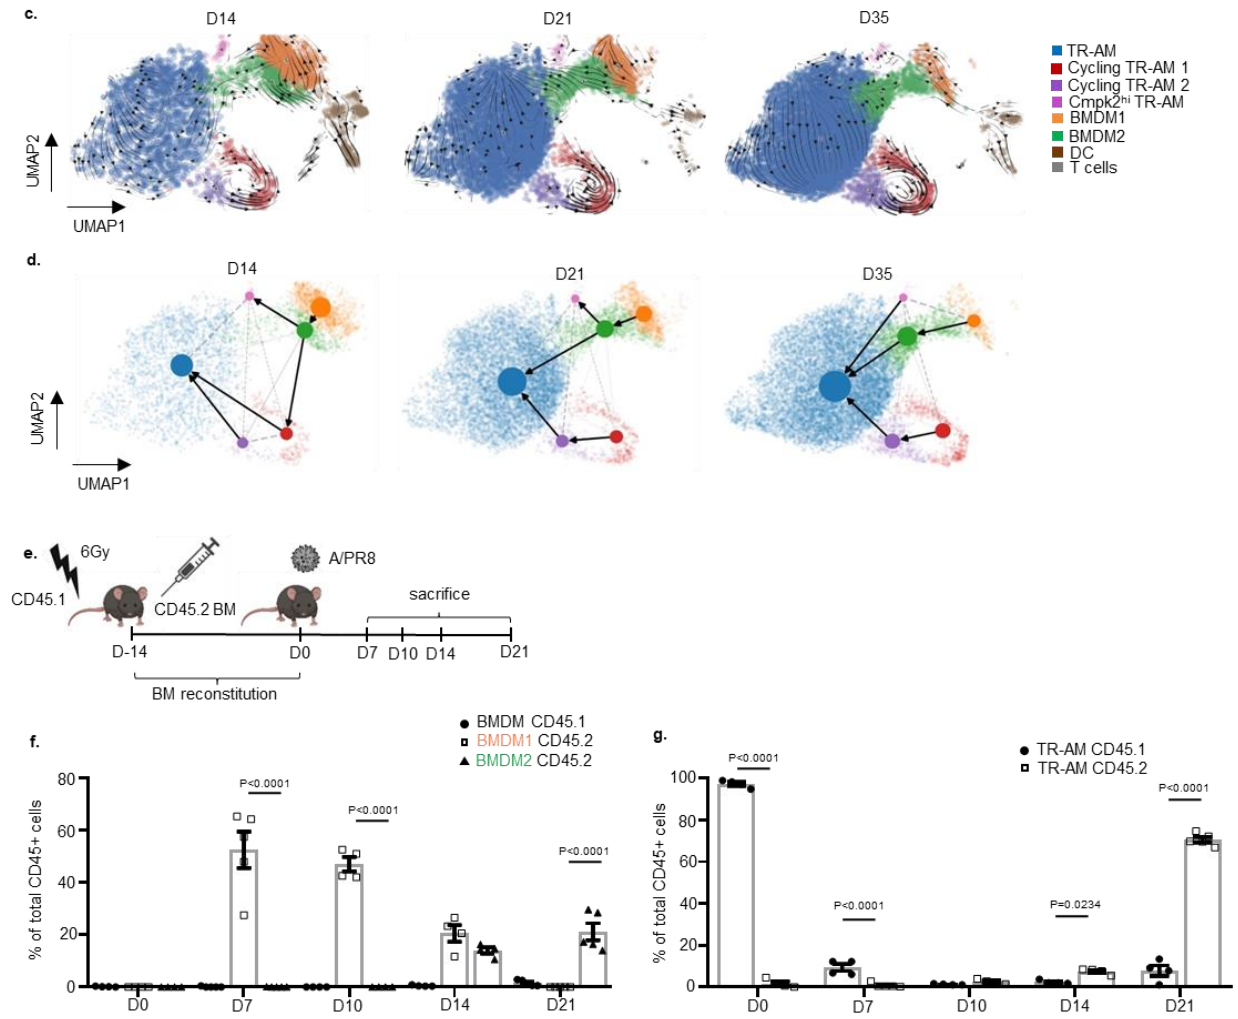 c.
D14
D21
D35
TR-AM
Cycling TR-AM 1
Cycling TR-AM 2
Cmpk2ʰⁱ TR-AM
BMDM1
BMDM2
DC
T cells
UMAP2
UMAP1
d.
D14
D21
D35
UMAP2
UMAP1
e.
6Gy
A/PR8
CD45.1
CD45.2 BM
sacrifice
D-14
D0
D7
D10
D14
D21
BM reconstitution
f.
BMDM CD45.1
BMDM1 CD45.2
BMDM2 CD45.2
% of total CD45+ cells
80
60
40
20
0
P<0.0001
P<0.0001
P<0.0001
D0
D7
D10
D14
D21
g.
TR-AM CD45.1
TR-AM CD45.2
% of total CD45+ cells
100
80
60
40
20
0
P<0.0001
P<0.0001
P=0.0234
P<0.0001
D0
D7
D10
D14
D21